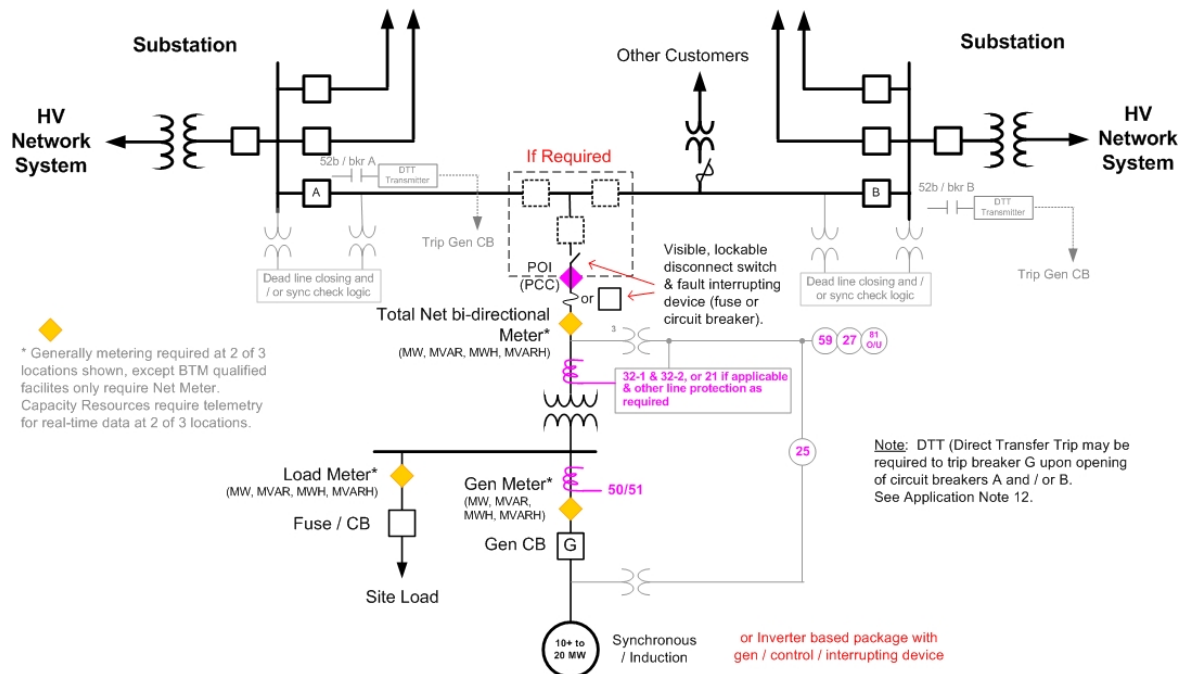 Substation
Substation
Other Customers
HV
Network
System
HV
Network
System
If Required
52b / bkr A
DTT
Transmitter
A
B
52b / bkr B
DTT
Transmitter
Trip Gen CB
Trip Gen CB
Dead line closing and
/ or sync check logic
Dead line closing and /
or sync check logic
POI
(PCC)
Visible, lockable
disconnect switch
& fault interrupting
device (fuse or
circuit breaker).
or
Total Net bi-directional
Meter*
(MW, MVAR, MWH, MVARH)
3
59
27
81
O/U
* Generally metering required at 2 of 3
locations shown, except BTM qualified
facilites only require Net Meter.
Capacity Resources require telemetry
for real-time data at 2 of 3 locations.
32-1 & 32-2, or 21 if applicable
& other line protection as
required
25
Note: DTT (Direct Transfer Trip may be
required to trip breaker G upon opening
of circuit breakers A and / or B.
See Application Note 12.
Load Meter*
(MW, MVAR, MWH, MVARH)
Gen Meter*
(MW, MVAR,
MWH, MVARH)
50/51
Fuse / CB
Gen CB
G
Site Load
10+ to
20 MW
Synchronous
/ Induction
or Inverter based package with
gen / control / interrupting device